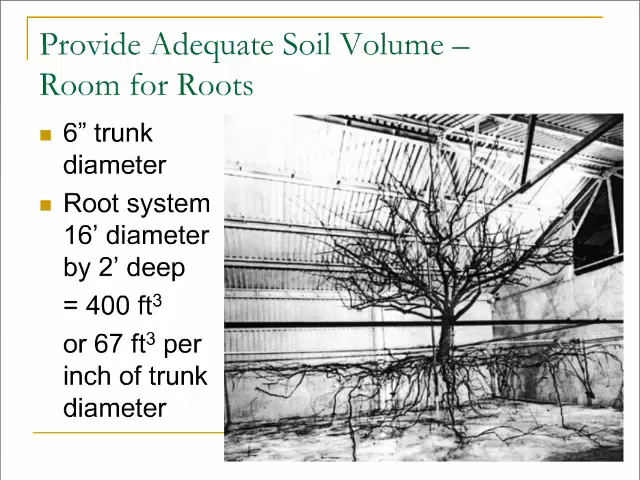 Provide Adequate Soil Volume –
Room for Roots
6” trunk
diameter
Root system
16’ diameter
by 2’ deep
= 400 ft³
or 67 ft³ per
inch of trunk
diameter